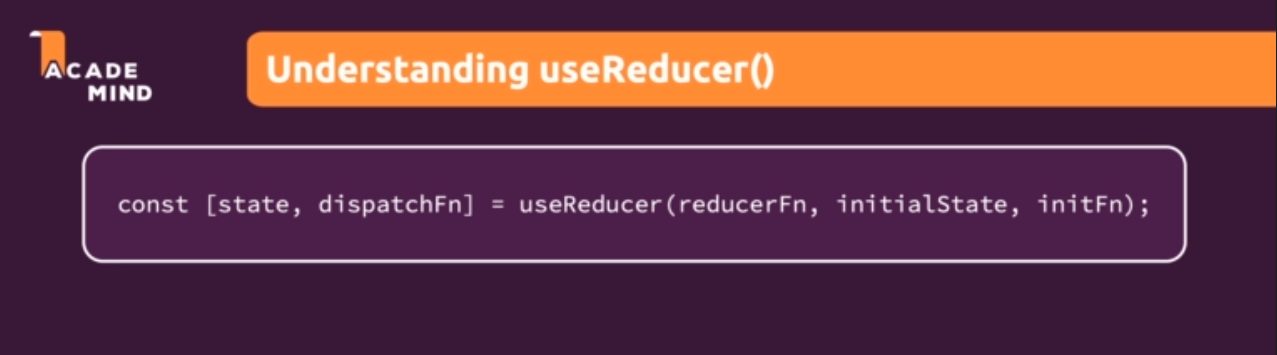 ACADE
MIND
Understanding useReducer()
const [state, dispatchFn] = useReducer(reducerFn, initialState, initFn);